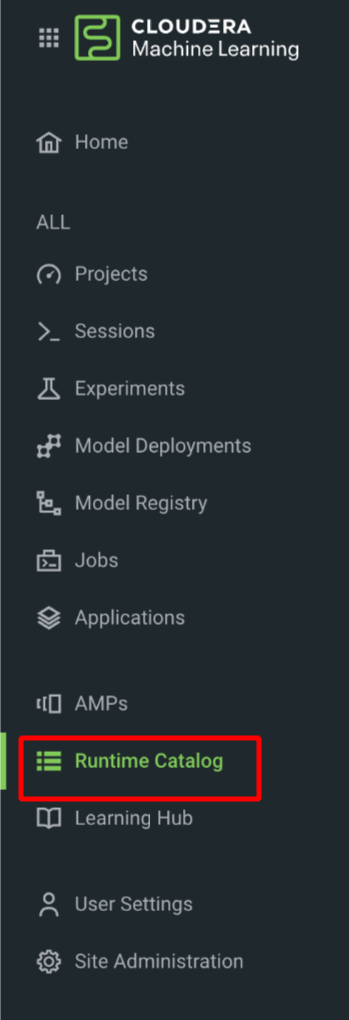 CLOUDERA
Machine Learning
Home
ALL
Projects
Sessions
Experiments
Model Deployments
Model Registry
Jobs
Applications
AMPs
Runtime Catalog
Learning Hub
User Settings
Site Administration